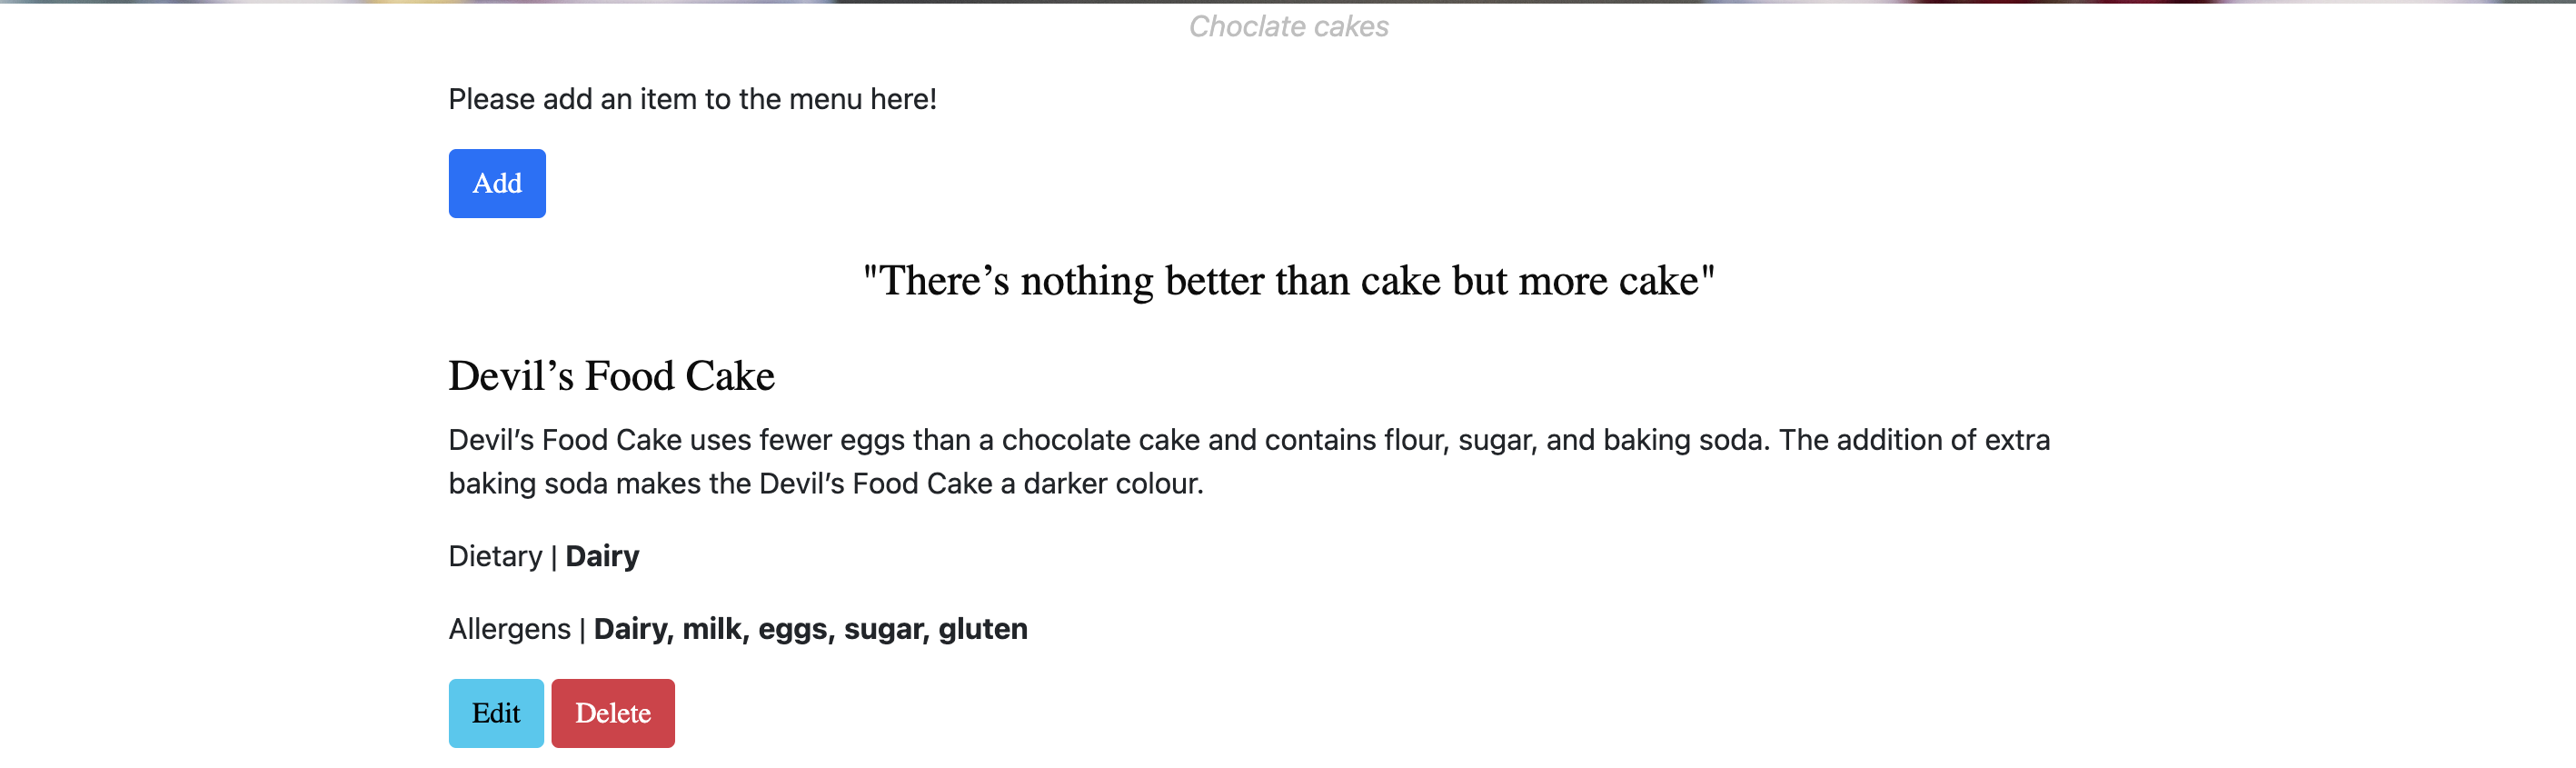 Choclate cakes
Please add an item to the menu here!
Add
"There’s nothing better than cake but more cake"
Devil’s Food Cake
Devil’s Food Cake uses fewer eggs than a chocolate cake and contains flour, sugar, and baking soda. The addition of extra
baking soda makes the Devil’s Food Cake a darker colour.
Dietary | Dairy
Allergens | Dairy, milk, eggs, sugar, gluten
Edit Delete